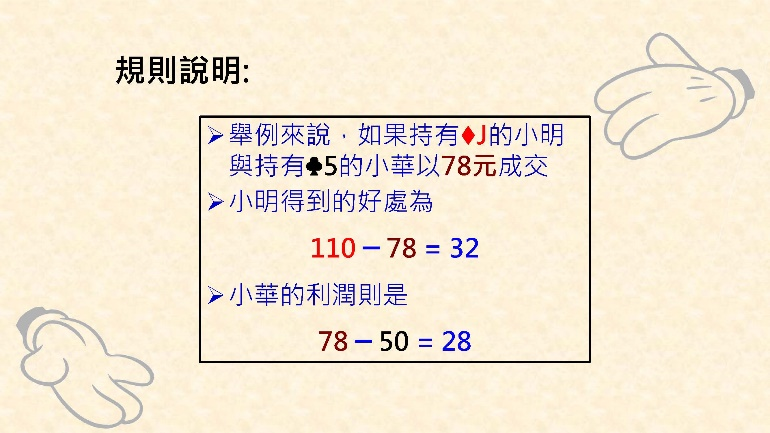 規則說明:
➢舉例來說，如果持有♦J的小明
與持有♣5的小華以78元成交
➢小明得到的好處為
110－78 = 32
➢小華的利潤則是
78－50 = 28